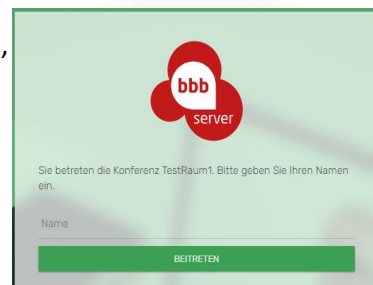 ,
bbb
server
Sie betreten die Konferenz TestRaum1. Bitte geben Sie Ihren Namen
ein.
Name
BEITRETEN